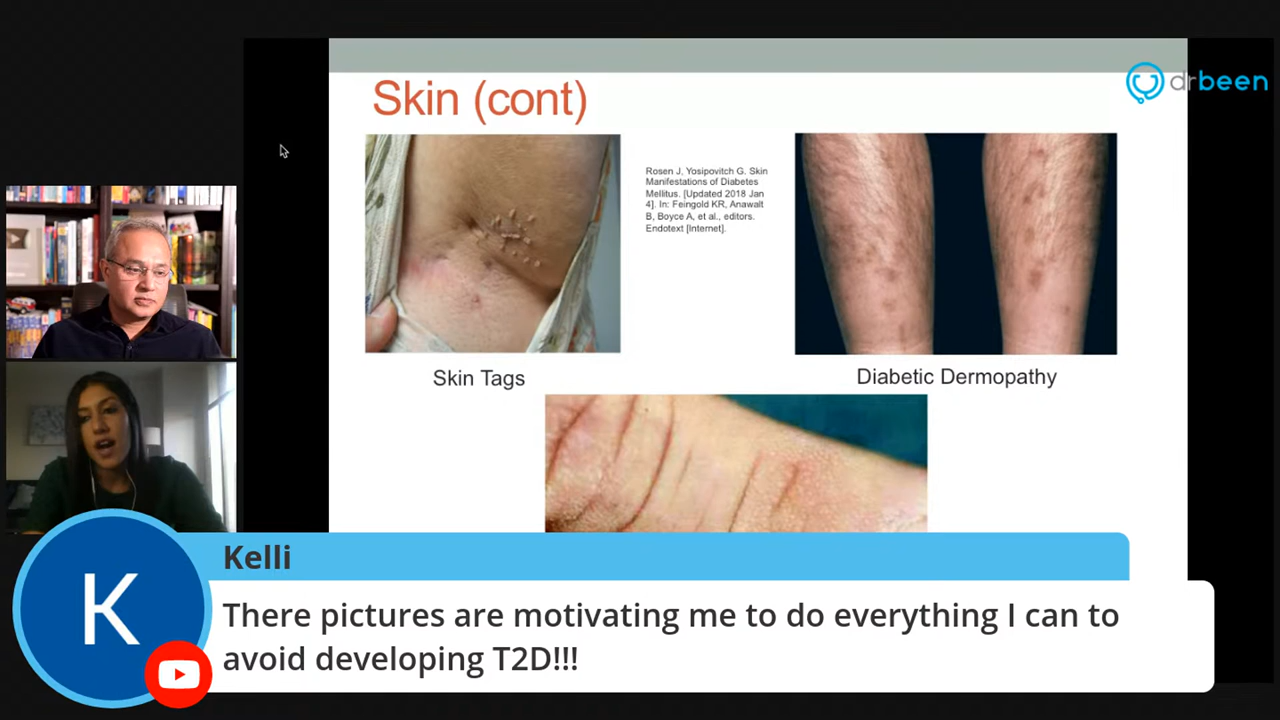 Skin (cont)
drbeen
Rosen J, Yosipovitch G. Skin
Manifestations of Diabetes
Mellitus. [Updated 2018 Jan
4]. In: Feingold KR, Anawalt
B, Boyce A, et al., editors.
Endotext [Internet].
Skin Tags
Diabetic Dermopathy
K
Kelli
There pictures are motivating me to do everything I can to
avoid developing T2D!!!